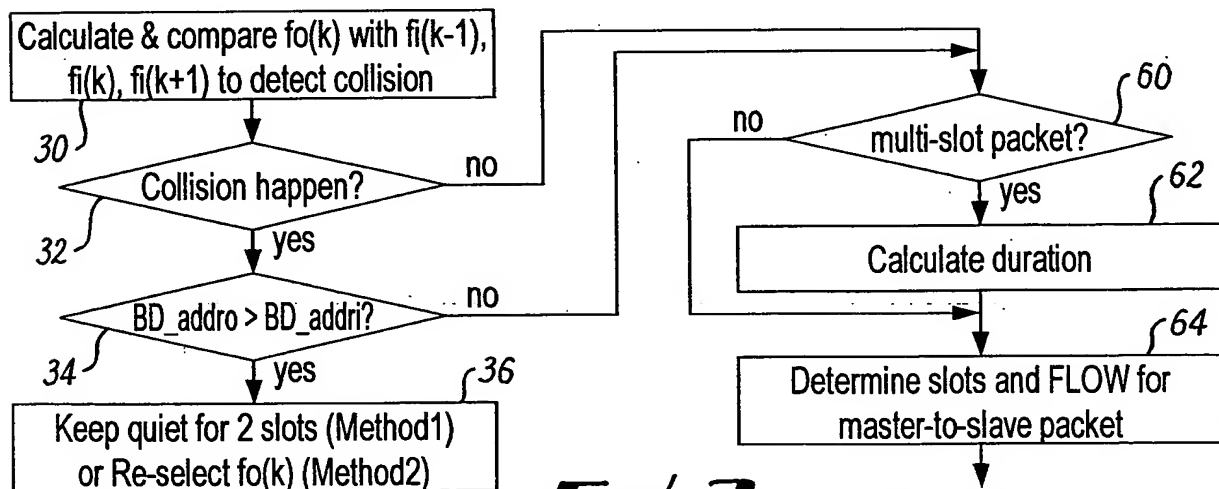 Calculate & compare fo(k) with fi(k-1),
fi(k), fi(k+1) to detect collision
30
Collision happen?
no
32
yes
BD_addro > BD_addri?
no
34
yes
36
Keep quiet for 2 slots (Method1)
or Re-select fo(k) (Method2)
60
no
multi-slot packet?
yes
62
Calculate duration
64
Determine slots and FLOW for
master-to-slave packet